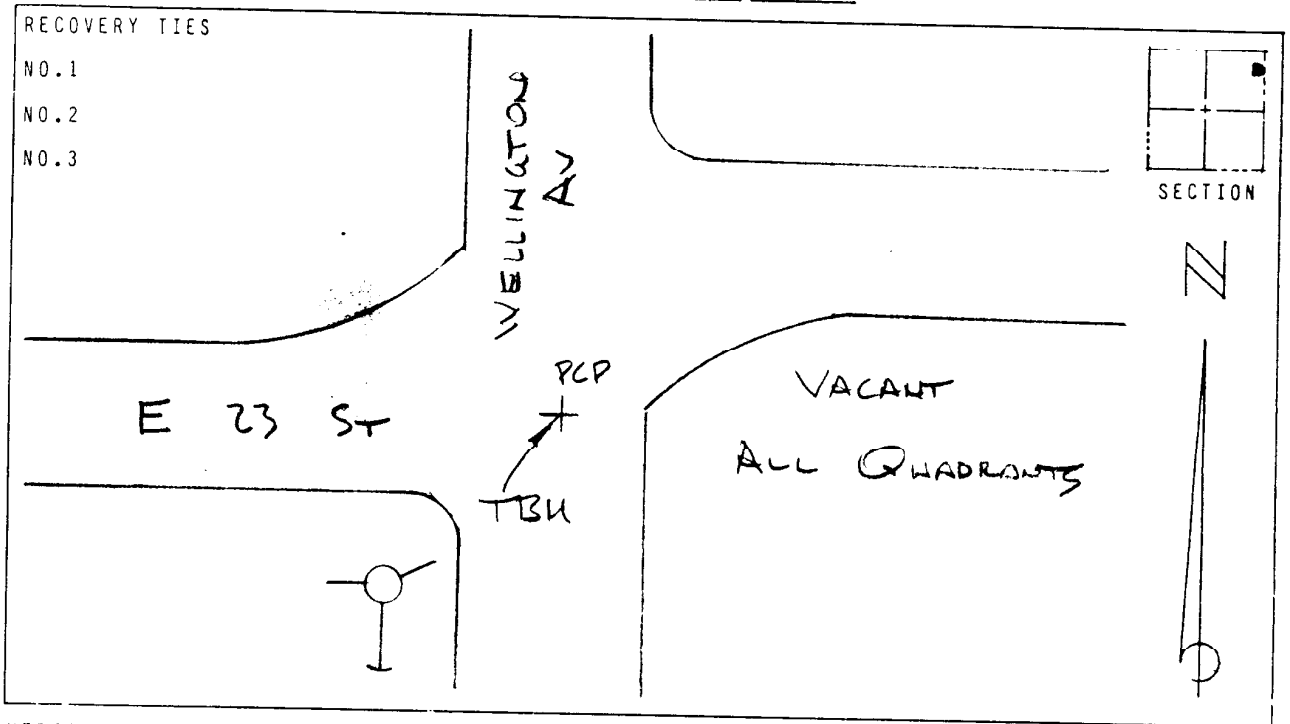 RECOVERY TIES
NO.1
NO.2
NO.3
WELLINGTON
AV
SECTION
N
PCP
E 23 ST
VACANT
ALL QUADRANTS
TBM